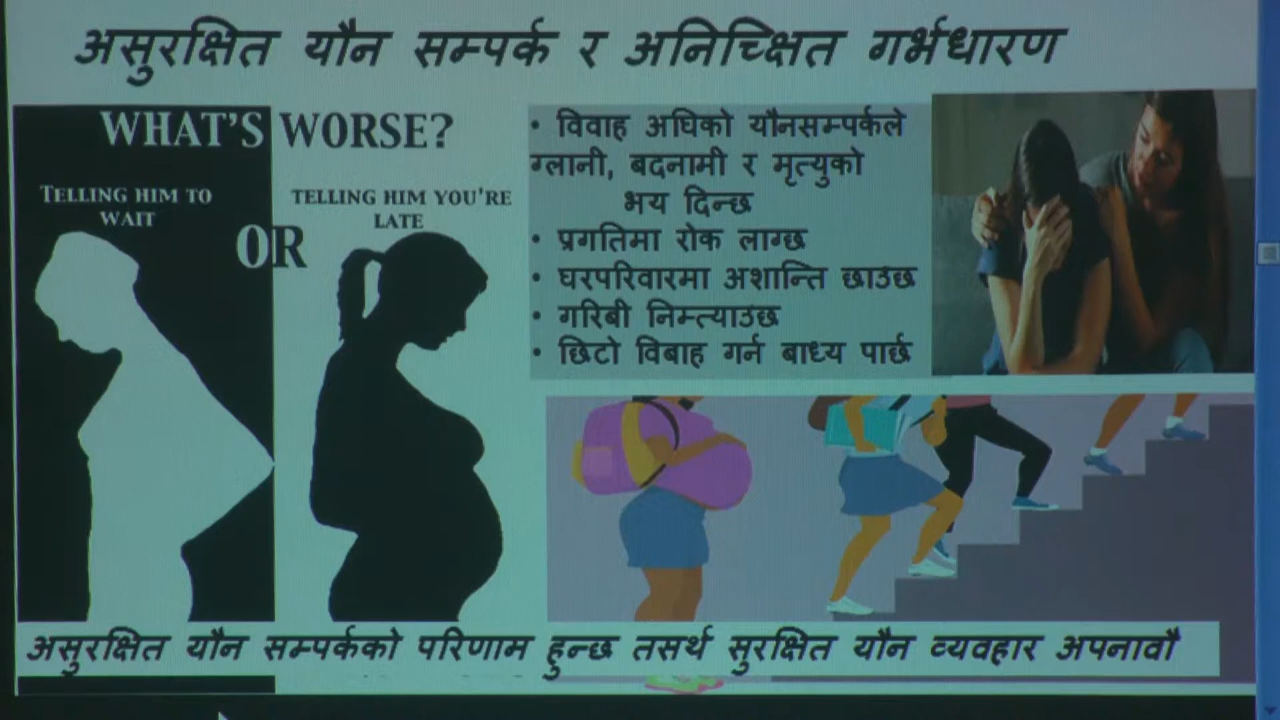 असुरक्षित यौन सम्पर्क र अनिच्क्षित गर्भधारण
WHAT'S WORSE?
TELLING HIM TO
WAIT
OR
TELLING HIM YOU'RE
LATE
• विवाह अघिको यौनसम्पर्कले
ग्लानी, बदनामी र मृत्युको
भय दिन्छ
• प्रगतिमा रोक लाग्छ
• घरपरिवारमा अशान्ति छाउछ
• गरिबी निम्त्याउछ
• छिटो विबाह गर्न बाध्य पार्छ
असुरक्षित यौन सम्पर्कको परिणाम हुन्छ तसर्थ सुरक्षित यौन व्यवहार अपनावौ